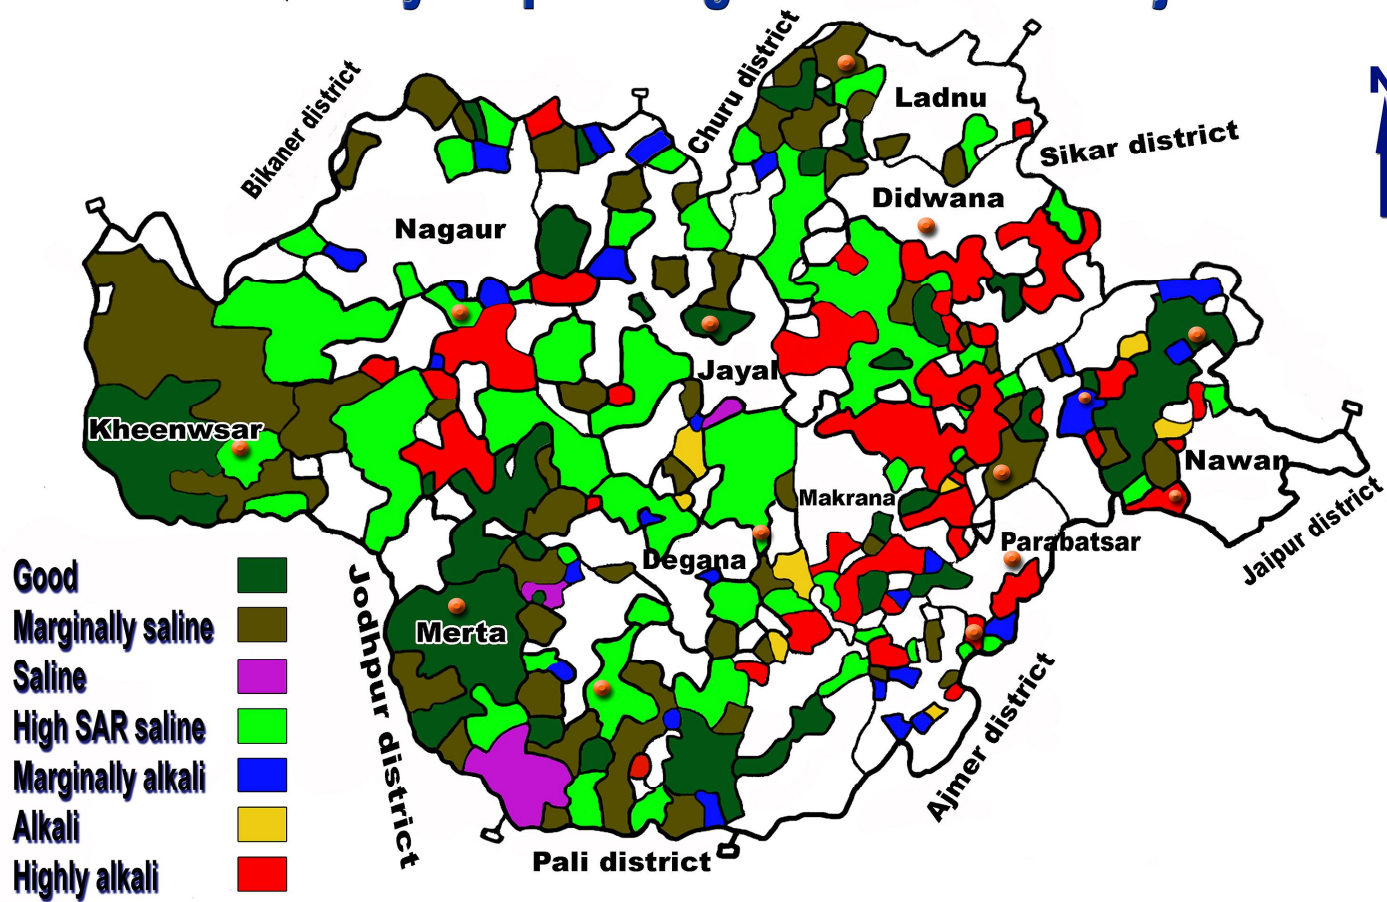 Churu district
Bikaner district
N
Ladnu
Sikar district
Didwana
Nagaur
Jayal
Kheenwsar
Nawan
Makrana
Jaipur district
Parabatsar
Degana
Merta
Jodhpur district
Ajmer district
Pali district
Good
Marginally saline
Saline
High SAR saline
Marginally alkali
Alkali
Highly alkali